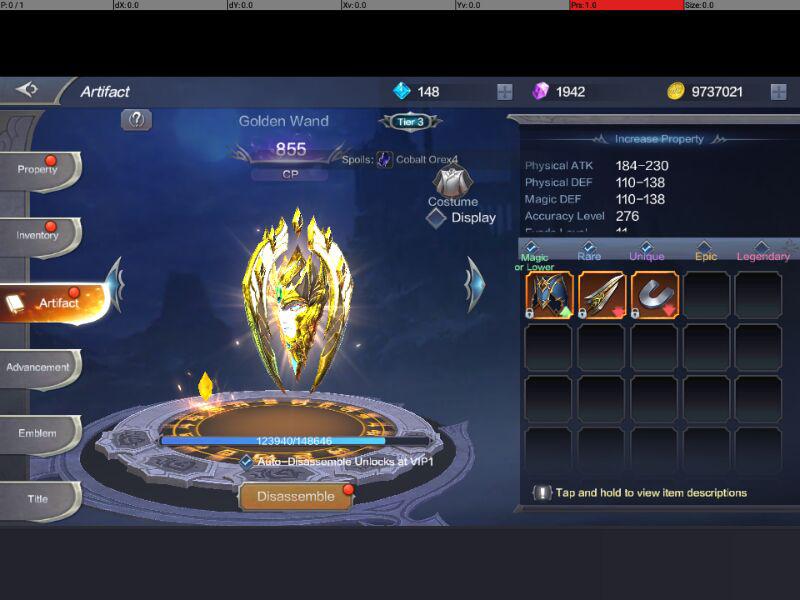 P: 0 / 1
dX: 0.0
dY: 0.0
Xv: 0.0
Yv: 0.0
Prs: 1.0
Size: 0.0
Artifact
148
1942
9737021
Golden Wand
Tier 3
855
CP
Spoils: Cobalt Orex4
Costume
Display
Increase Property
Physical ATK 184-230
Physical DEF 110-138
Magic DEF 110-138
Accuracy Level 276
Property
Inventory
Artifact
Advancement
Emblem
Title
Magic or Lower
Rare
Unique
Epic
Legendary
123940/148646
Auto-Disassemble Unlocks at VIP1
Disassemble
Tap and hold to view item descriptions